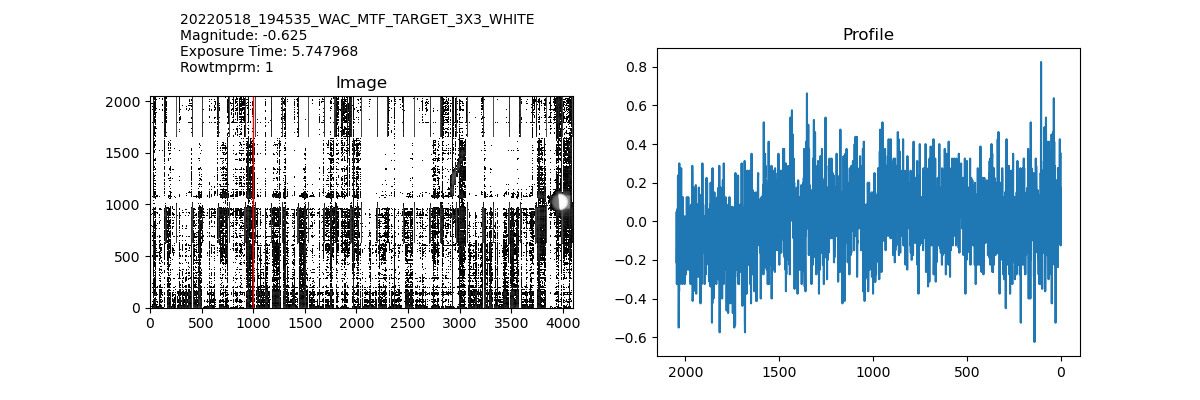 20220518_194535_WAC_MTF_TARGET_3X3_WHITE
Magnitude: -0.625
Exposure Time: 5.747968
Rowtmprm: 1
Image
2000
1500
1000
500
0
0 500 1000 1500 2000 2500 3000 3500 4000
Profile
0.8
0.6
0.4
0.2
0.0
−0.2
−0.4
−0.6
2000 1500 1000 500 0